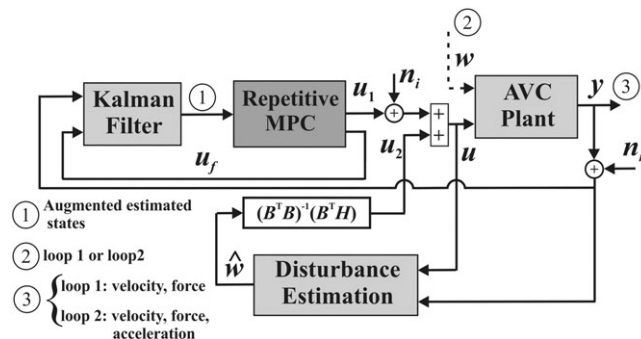 2
w
Kalman
Filter
1
Repetitive
MPC
u1
ni
+
+
+
AVC
Plant
y
3
u2
u
uf
+
1 Augmented estimated
states
(BᵀB)⁻¹(BᵀH)
2 loop 1 or loop2
ŵ
Disturbance
Estimation
3 { loop 1: velocity, force
loop 2: velocity, force,
acceleration